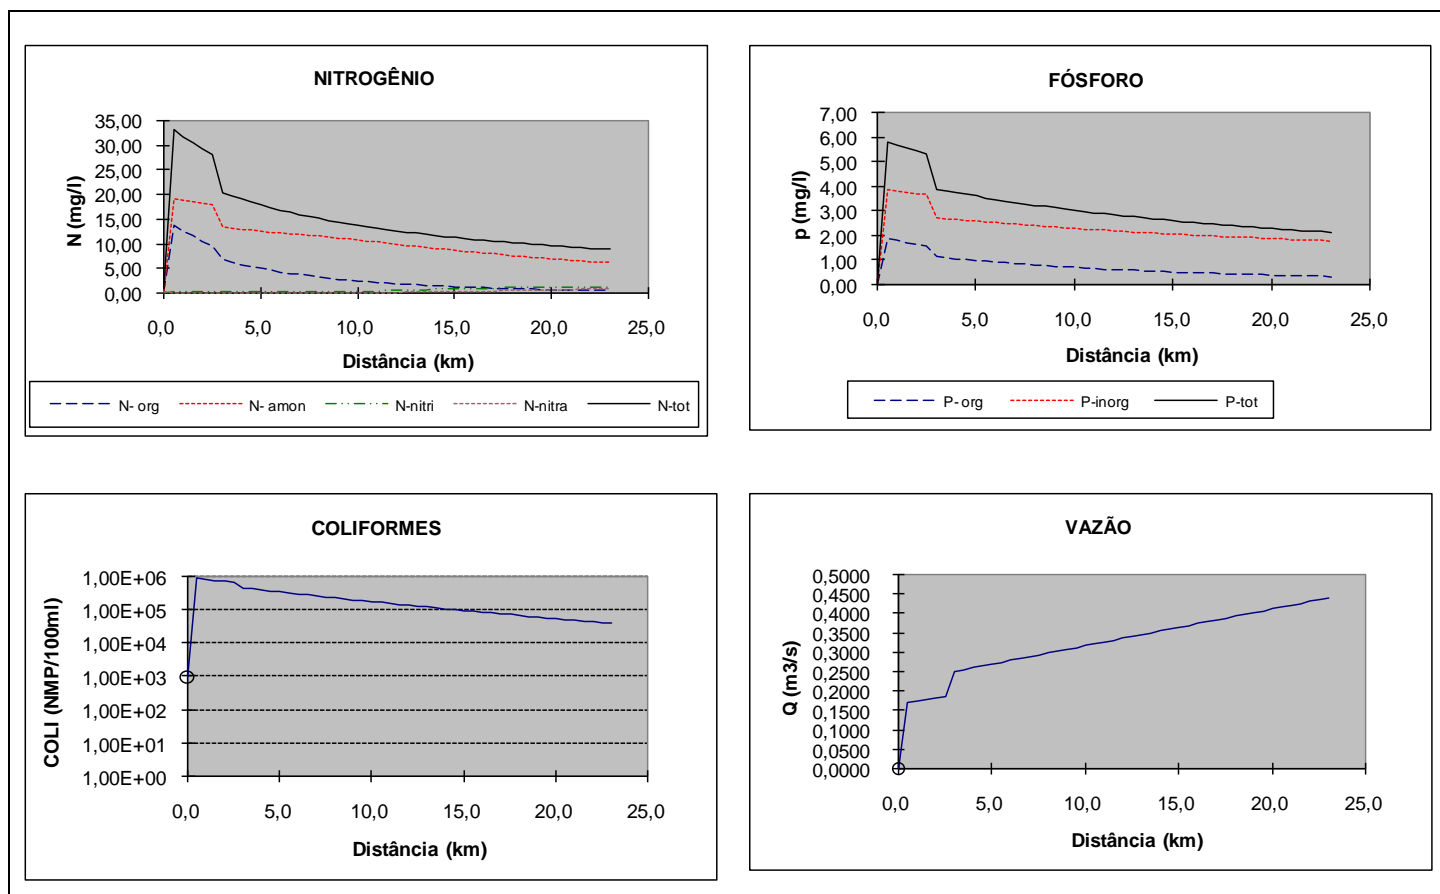 NITROGÊNIO
35,00
30,00
25,00
20,00
15,00
10,00
5,00
0,00
N (mg/l)
0,0 5,0 10,0 15,0 20,0 25,0
Distância (km)
N- org N- amon N-nitri N-nitra N-tot
FÓSFORO
7,00
6,00
5,00
4,00
3,00
2,00
1,00
0,00
p (mg/l)
0,0 5,0 10,0 15,0 20,0 25,0
Distância (km)
P- org P-inorg P-tot
COLIFORMES
1,00E+06
1,00E+05
1,00E+04
1,00E+03
1,00E+02
1,00E+01
1,00E+00
COLI (NMP/100ml)
0,0 5,0 10,0 15,0 20,0 25,0
Distância (km)
VAZÃO
0,5000
0,4500
0,4000
0,3500
0,3000
0,2500
0,2000
0,1500
0,1000
0,0500
0,0000
Q (m3/s)
0,0 5,0 10,0 15,0 20,0 25,0
Distância (km)